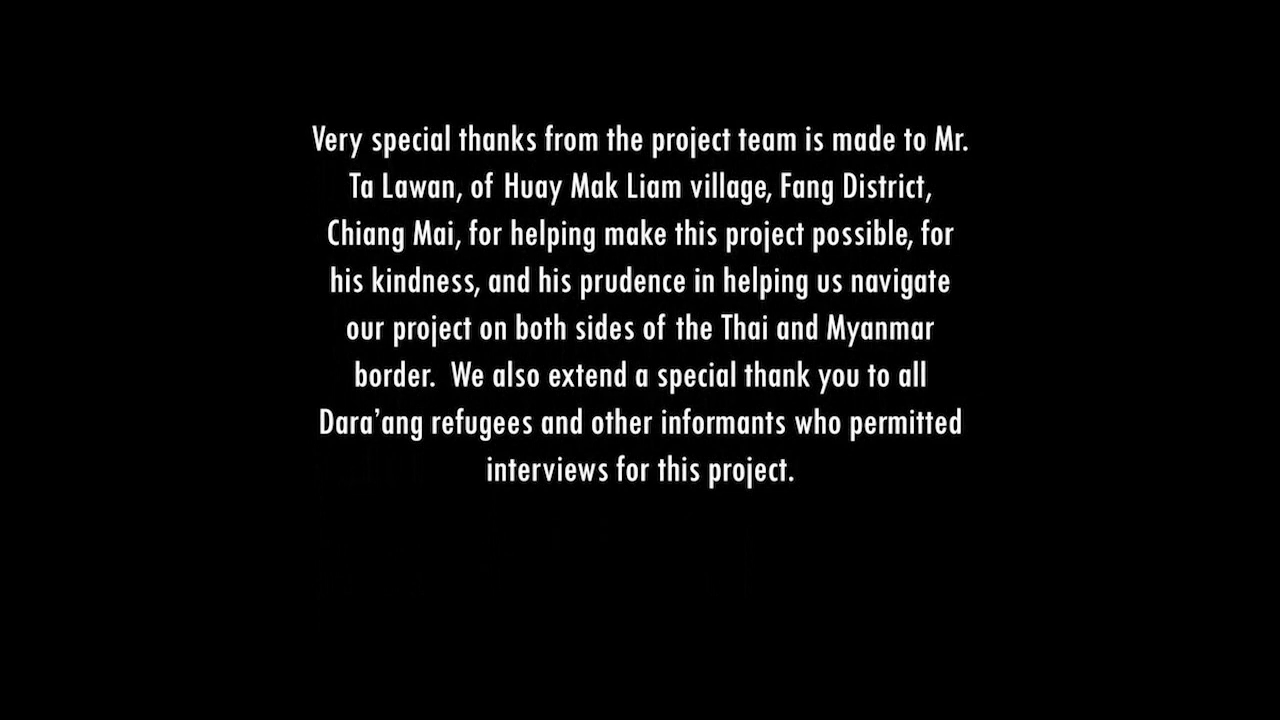 Very special thanks from the project team is made to Mr.
Ta Lawan, of Huay Mak Liam village, Fang District,
Chiang Mai, for helping make this project possible, for
his kindness, and his prudence in helping us navigate
our project on both sides of the Thai and Myanmar
border.  We also extend a special thank you to all
Dara’ang refugees and other informants who permitted
interviews for this project.